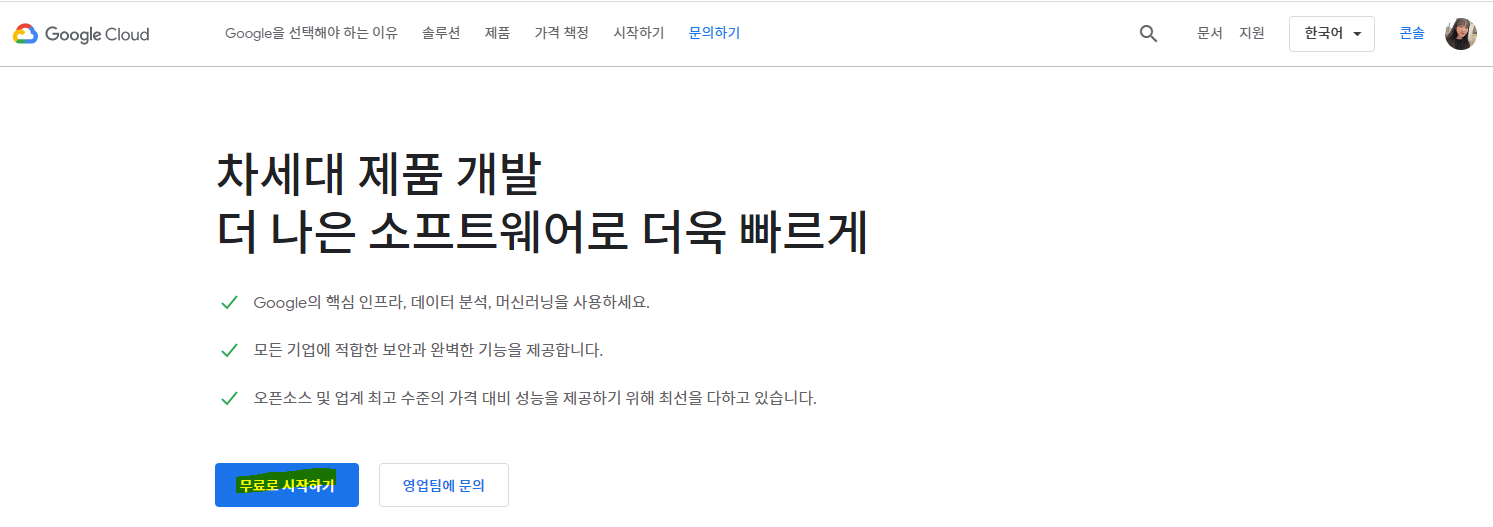 Google Cloud
Google을 선택해야 하는 이유 솔루션 제품 가격 책정 시작하기 문의하기
문서 지원 한국어 콘솔
차세대 제품 개발
더 나은 소프트웨어로 더욱 빠르게
Google의 핵심 인프라, 데이터 분석, 머신러닝을 사용하세요.
모든 기업에 적합한 보안과 완벽한 기능을 제공합니다.
오픈소스 및 업계 최고 수준의 가격 대비 성능을 제공하기 위해 최선을 다하고 있습니다.
무료로 시작하기 영업팀에 문의